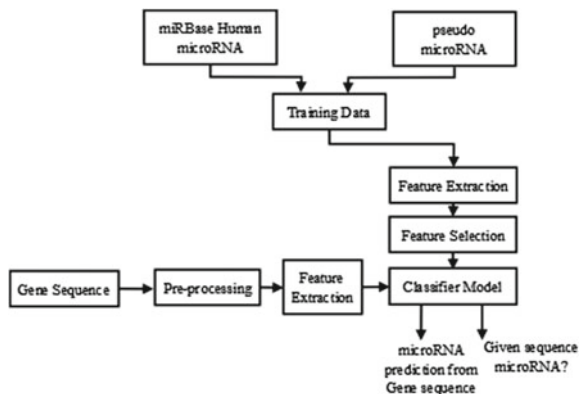 miRBase Human
microRNA
pseudo
microRNA
Training Data
Feature Extraction
Feature Selection
Gene Sequence
Pre-processing
Feature
Extraction
Classifier Model
microRNA
prediction from
Gene sequence
Given sequence
microRNA?